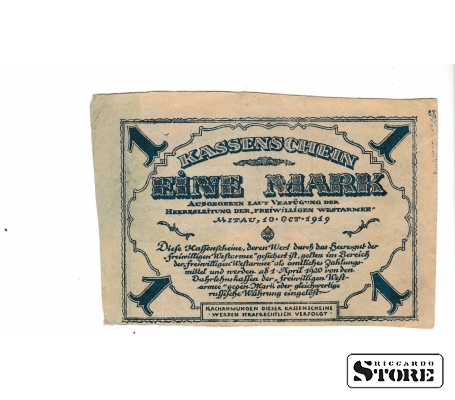 1 1
KASSENSCHEIN
EINE MARK
AUSGEGEBEN LAUT VERFÜGUNG DER
HEERESLEITUNG DER „FREIWILLIGEN WESTARMEE“
MITAU, 10. OCT. 1919
Diese Kassenscheine, deren Wert durch das Heeresgut der
„freiwilligen Westarmee“ gesichert ist, gelten im Bereich
der „freiwilligen Westarmee“ als amtliches Zahlungs-
mittel und werden ab 1. April 1920 von den
Darlehnskassen der „freiwilligen West-
armee“ gegen Mark oder gleichwertige
russische Währung eingelöst.
1 1
NACHAHMUNGEN DIESER KASSENSCHEINE
WERDEN STRAFRECHTLICH VERFOLGT
RICCARDO
STORE